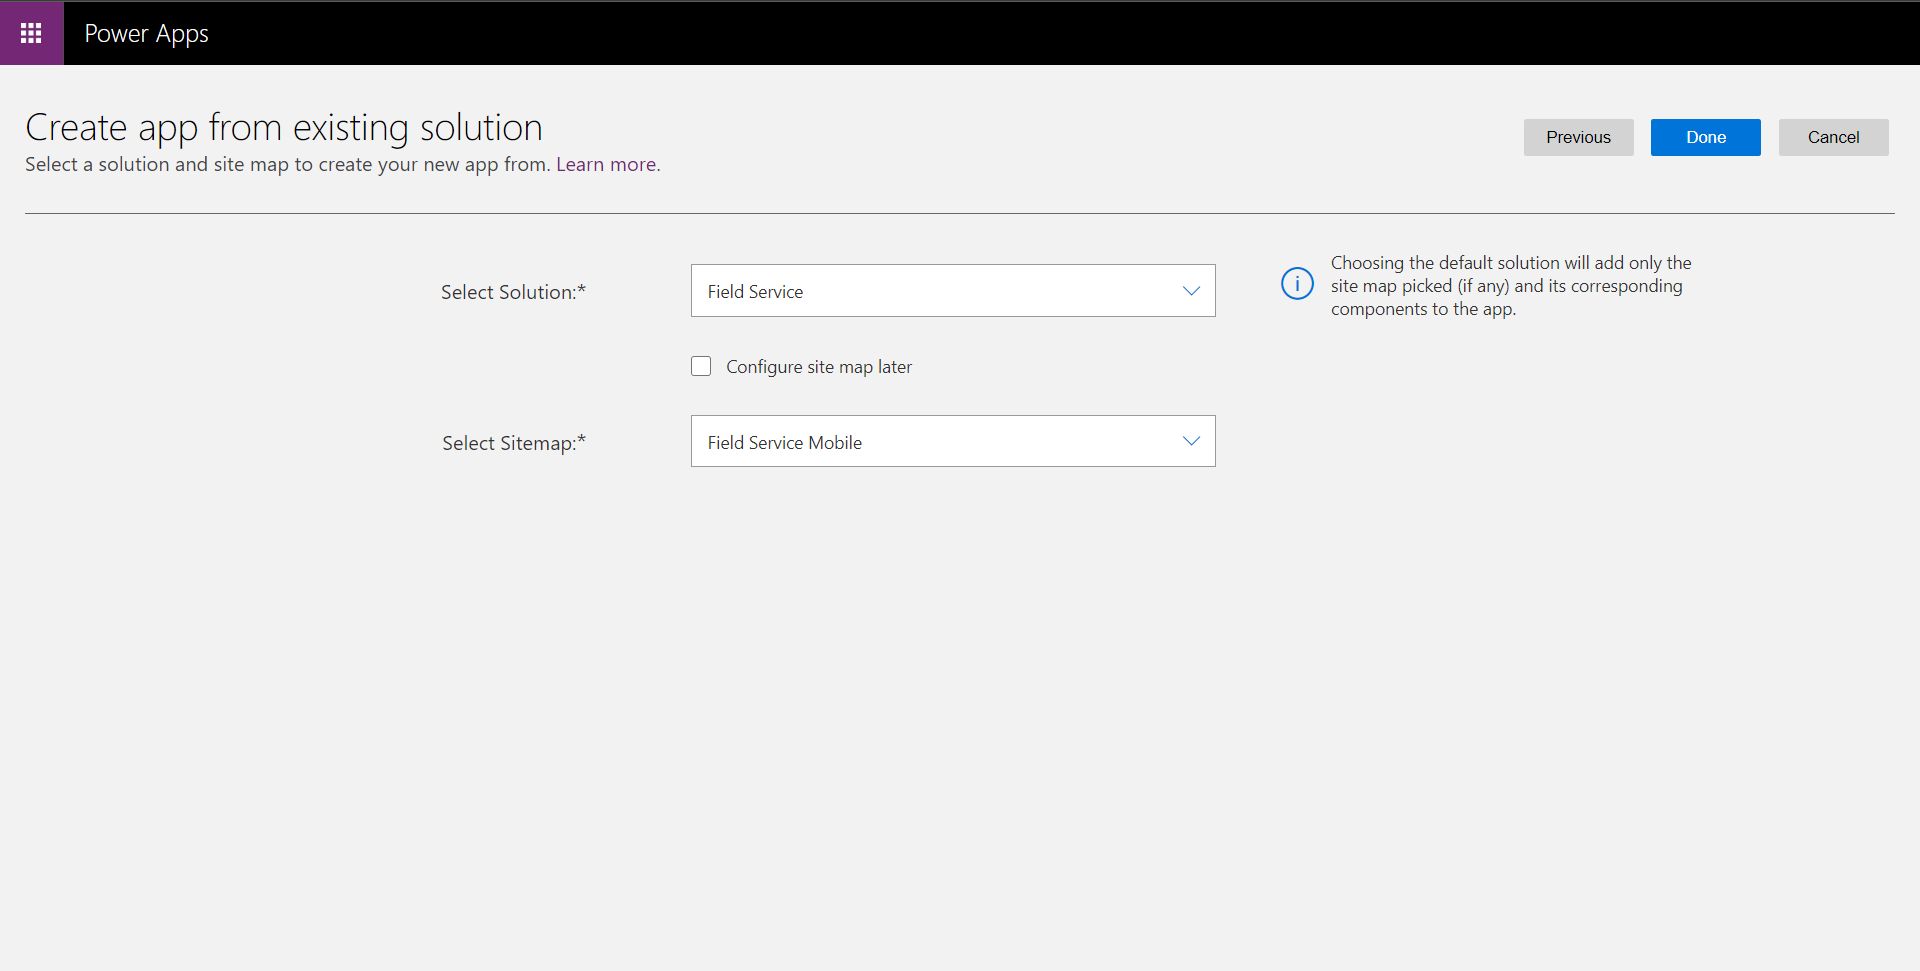 Power Apps
Create app from existing solution
Select a solution and site map to create your new app from. Learn more.
Previous
Done
Cancel
Select Solution:*
Field Service
Choosing the default solution will add only the
site map picked (if any) and its corresponding
components to the app.
Configure site map later
Select Sitemap:*
Field Service Mobile